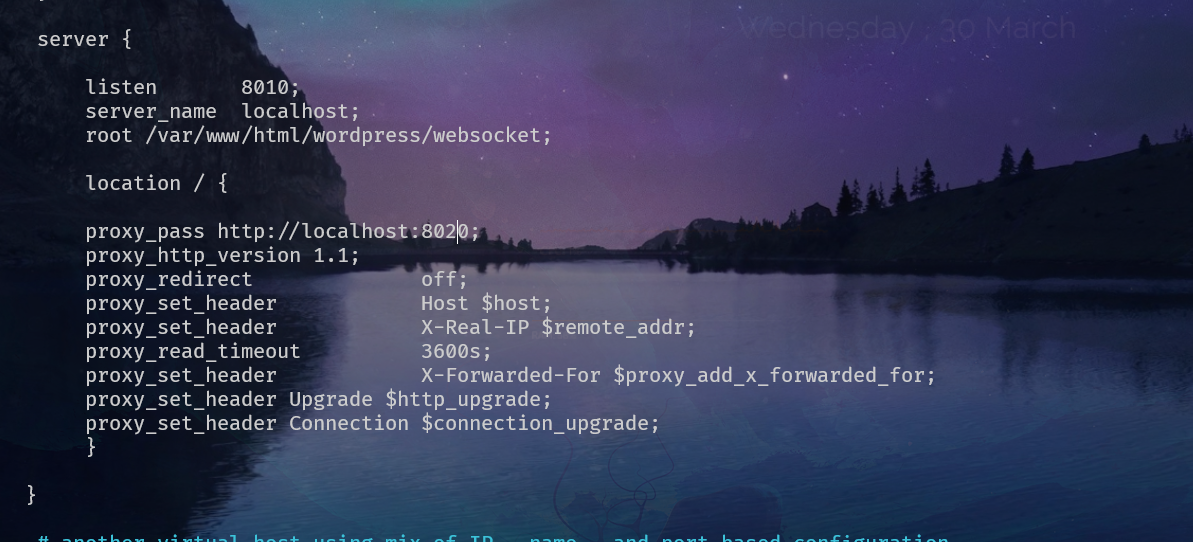 Wednesday , 30 March
server {
listen       8010;
server_name  localhost;
root /var/www/html/wordpress/websocket;
location / {
proxy_pass http://localhost:8020;
proxy_http_version 1.1;
proxy_redirect              off;
proxy_set_header            Host $host;
proxy_set_header            X-Real-IP $remote_addr;
proxy_read_timeout          3600s;
proxy_set_header            X-Forwarded-For $proxy_add_x_forwarded_for;
proxy_set_header Upgrade $http_upgrade;
proxy_set_header Connection $connection_upgrade;
}
}
# another virtual host using mix of IP-, name-, and port-based configuration